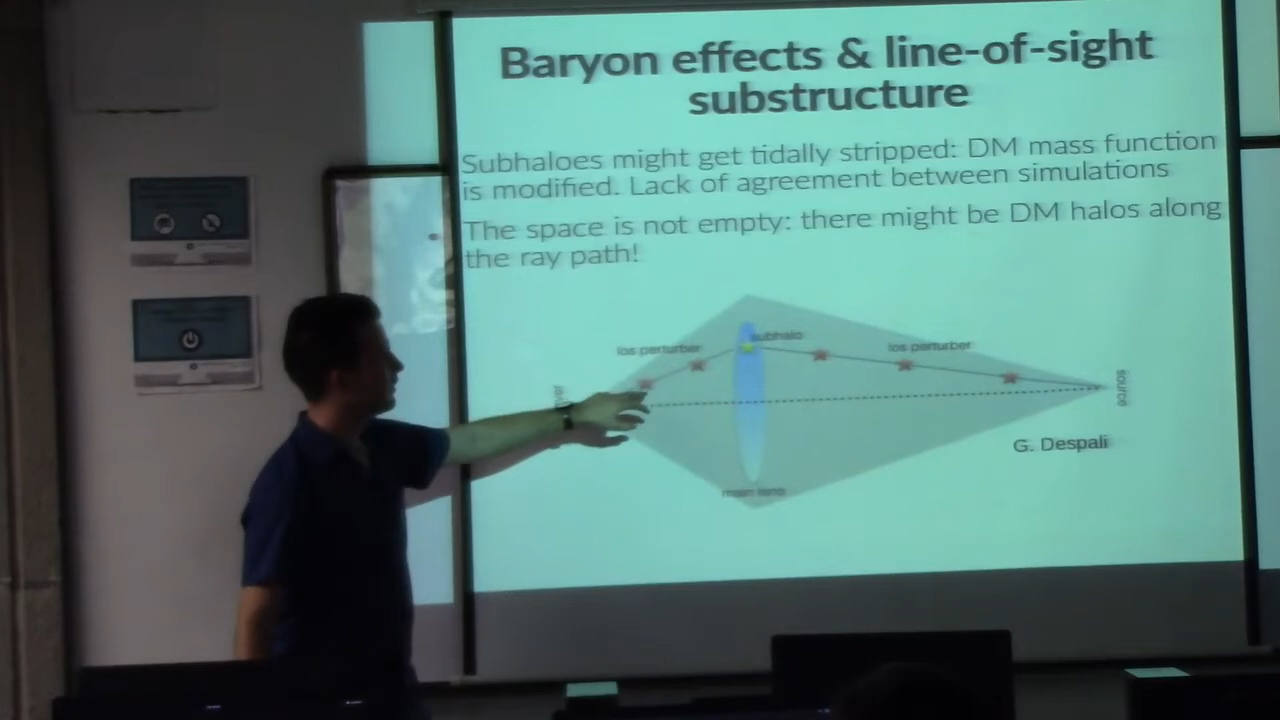 Baryon effects & line-of-sight
substructure
Subhaloes might get tidally stripped: DM mass function
is modified. Lack of agreement between simulations
The space is not empty: there might be DM halos along
the ray path!
subhalo
los perturber
los perturber
source
G. Despali
main lens